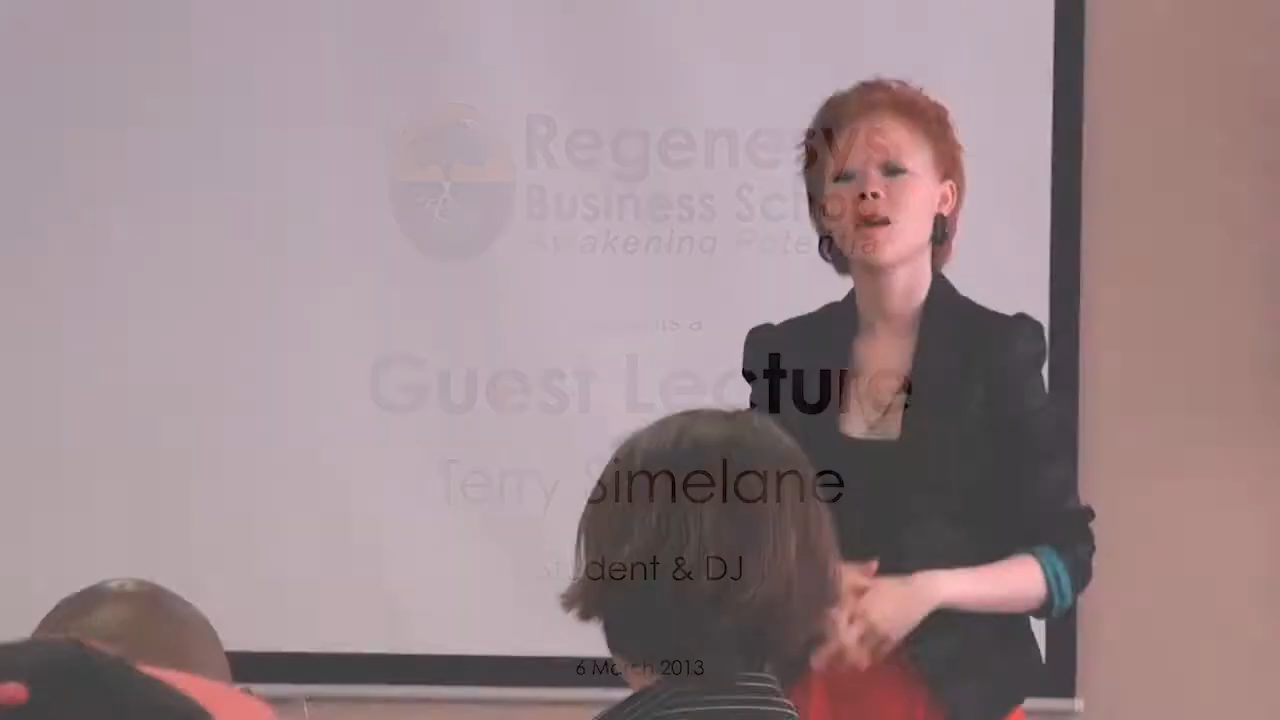 Regenesys
Business School
Awakening Potential
Guest Lecture
Terry Simelane
Student & DJ
6 March 2013